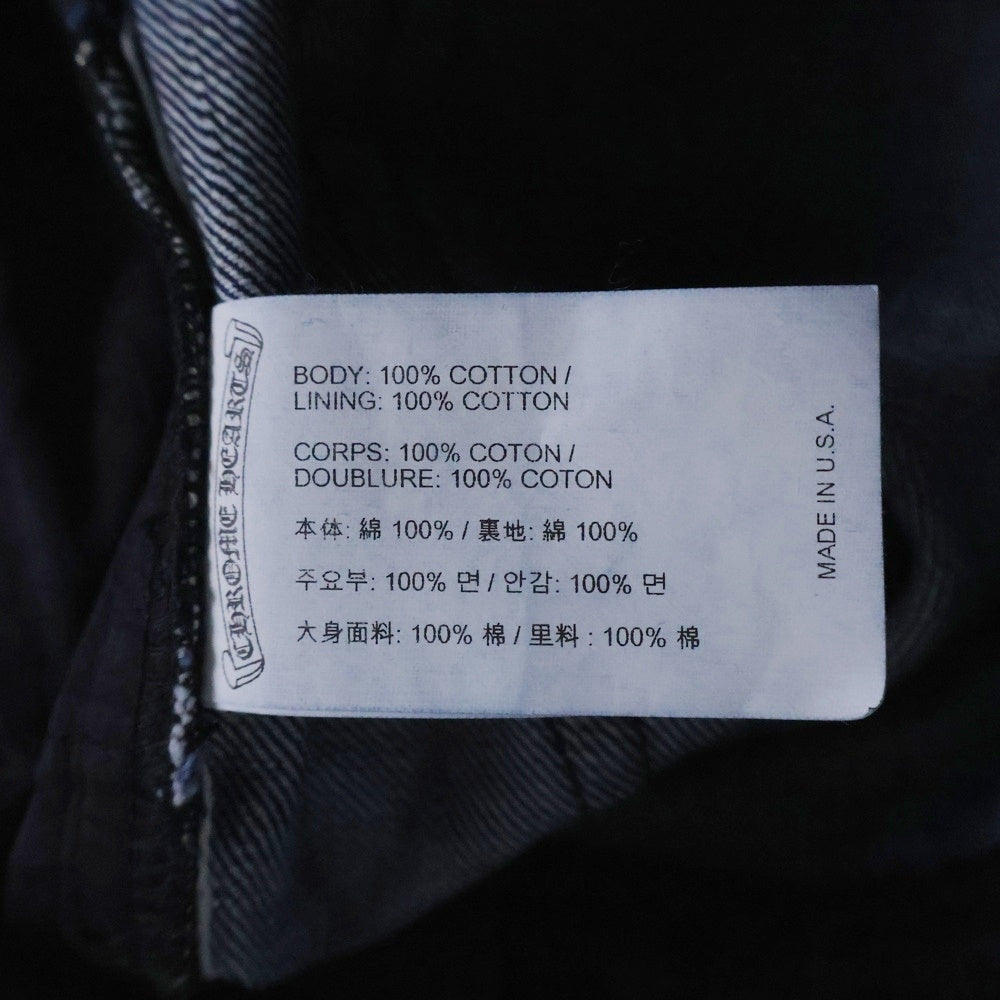 CHROME HEARTS
BODY: 100% COTTON /
LINING: 100% COTTON
CORPS: 100% COTON /
DOUBLURE: 100% COTON
本体: 綿 100% / 裏地: 綿 100%
주요부: 100% 면 / 안감: 100% 면
大身面料: 100% 棉 / 里料 : 100% 棉
MADE IN U.S.A.